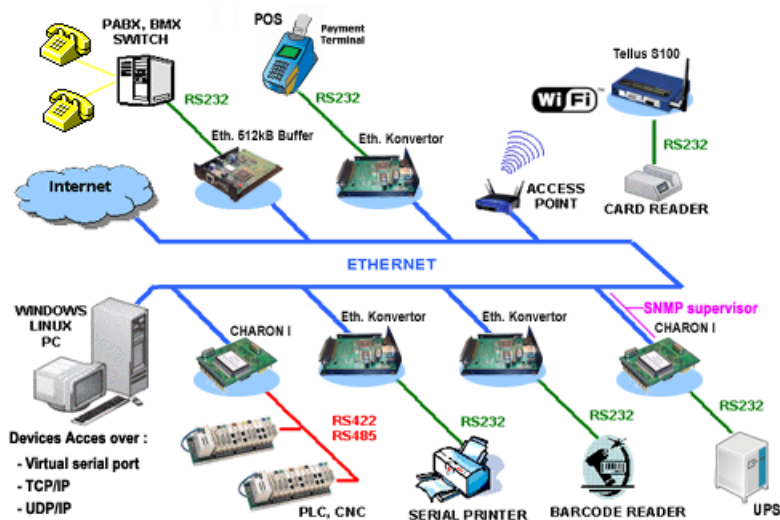 PABX, BMX
SWITCH
RS232
Eth. 512kB Buffer
POS
Payment
Terminal
RS232
Eth. Konvertor
WiFi
TM
Tellus S100
RS232
CARD READER
ACCESS
POINT
Internet
ETHERNET
WINDOWS
LINUX
PC
CHARON I
Eth. Konvertor
Eth. Konvertor
SNMP supervisor
CHARON I
RS422
RS485
RS232
RS232
RS232
Devices Acces over :
- Virtual serial port
- TCP/IP
- UDP/IP
PLC, CNC
SERIAL PRINTER
BARCODE READER
UPS